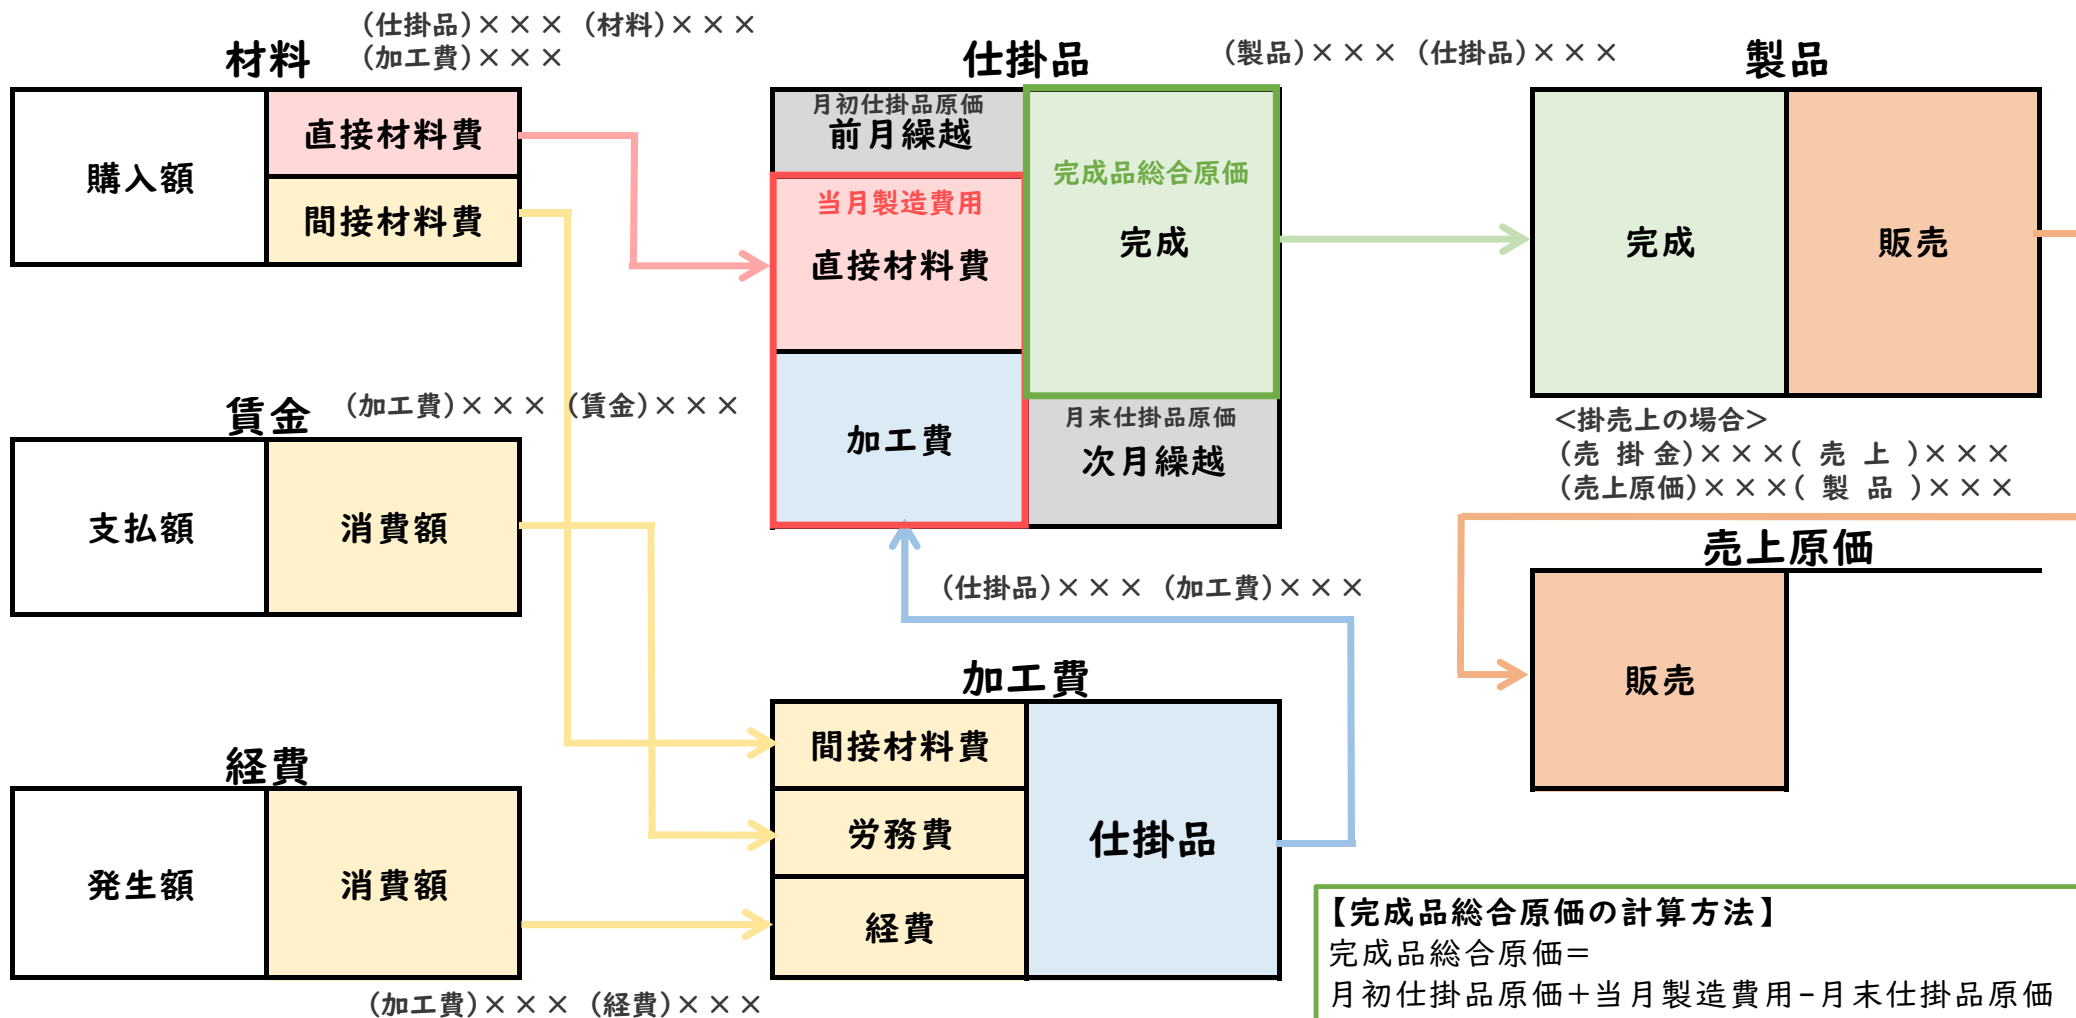 材料
(仕掛品)××× (材料)×××
(加工費)×××
購入額
直接材料費
間接材料費
賃金
(加工費)××× (賃金)×××
支払額
消費額
経費
発生額
消費額
(加工費)××× (経費)×××
仕掛品
月初仕掛品原価
前月繰越
当月製造費用
直接材料費
加工費
完成品総合原価
完成
月末仕掛品原価
次月繰越
(仕掛品)××× (加工費)×××
加工費
間接材料費
労務費
経費
仕掛品
(製品)××× (仕掛品)×××
製品
完成
販売
<掛売上の場合>
(売 掛 金)×××( 売 上 )×××
(売上原価)×××( 製 品 )×××
売上原価
販売
【完成品総合原価の計算方法】
完成品総合原価=
月初仕掛品原価+当月製造費用-月末仕掛品原価